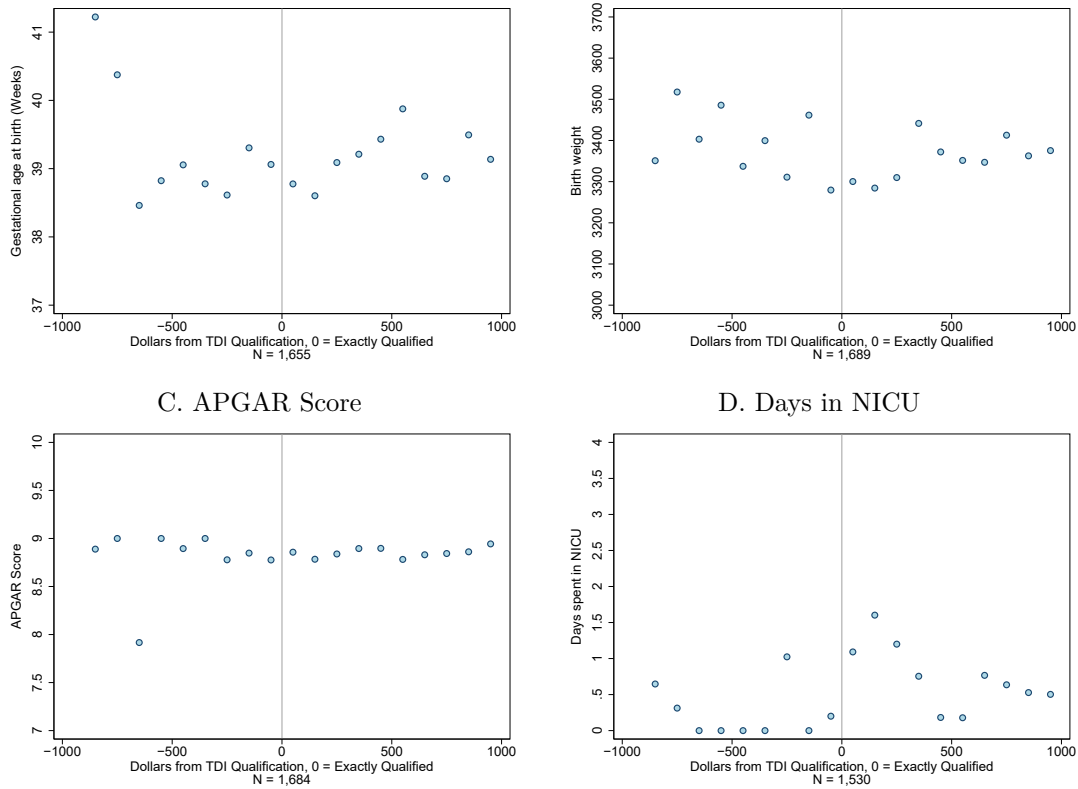 41
40
39
38
37
Gestational age at birth (Weeks)
−1000 −500 0 500 1000
Dollars from TDI Qualification, 0 = Exactly Qualified
N = 1,655
3700
3600
3500
3400
3300
3200
3100
3000
Birth weight
−1000 −500 0 500 1000
Dollars from TDI Qualification, 0 = Exactly Qualified
N = 1,689
C. APGAR Score
10
9.5
9
8.5
8
7.5
7
APGAR Score
−1000 −500 0 500 1000
Dollars from TDI Qualification, 0 = Exactly Qualified
N = 1,684
D. Days in NICU
4
3.5
3
2.5
2
1.5
1
.5
0
Days spent in NICU
−1000 −500 0 500 1000
Dollars from TDI Qualification, 0 = Exactly Qualified
N = 1,530